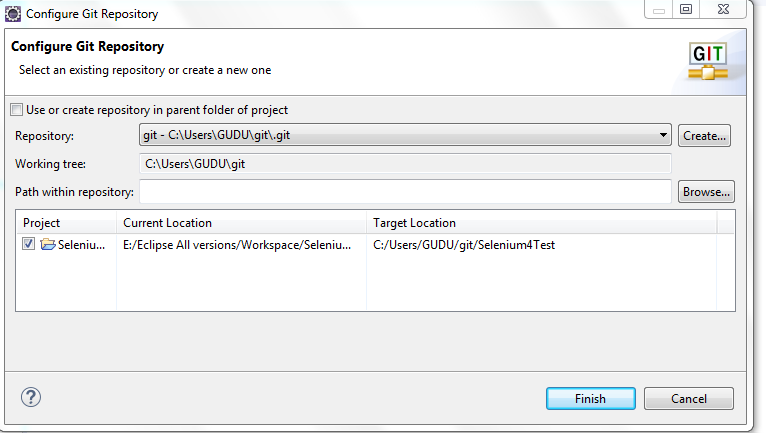 Configure Git Repository
Configure Git Repository
Select an existing repository or create a new one
GIT
Use or create repository in parent folder of project
Repository: git - C:\Users\GUDU\git\.git Create...
Working tree: C:\Users\GUDU\git
Path within repository: Browse...
Project Current Location Target Location
Seleniu... E:/Eclipse All versions/Workspace/Seleniu... C:/Users/GUDU/git/Selenium4Test
? Finish Cancel